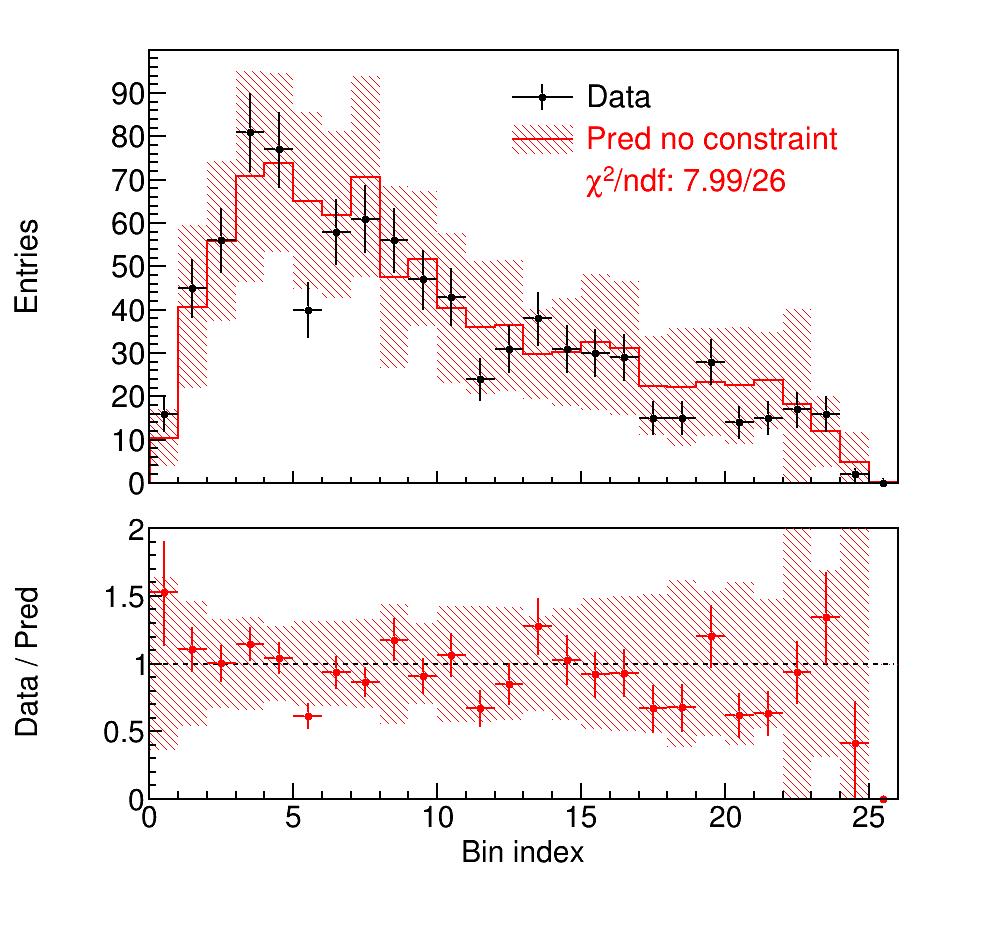 90
80
70
60
50
40
30
20
10
0
Entries
Data
Pred no constraint
χ²/ndf: 7.99/26
2
1.5
1
0.5
0
Data / Pred
0 5 10 15 20 25
Bin index